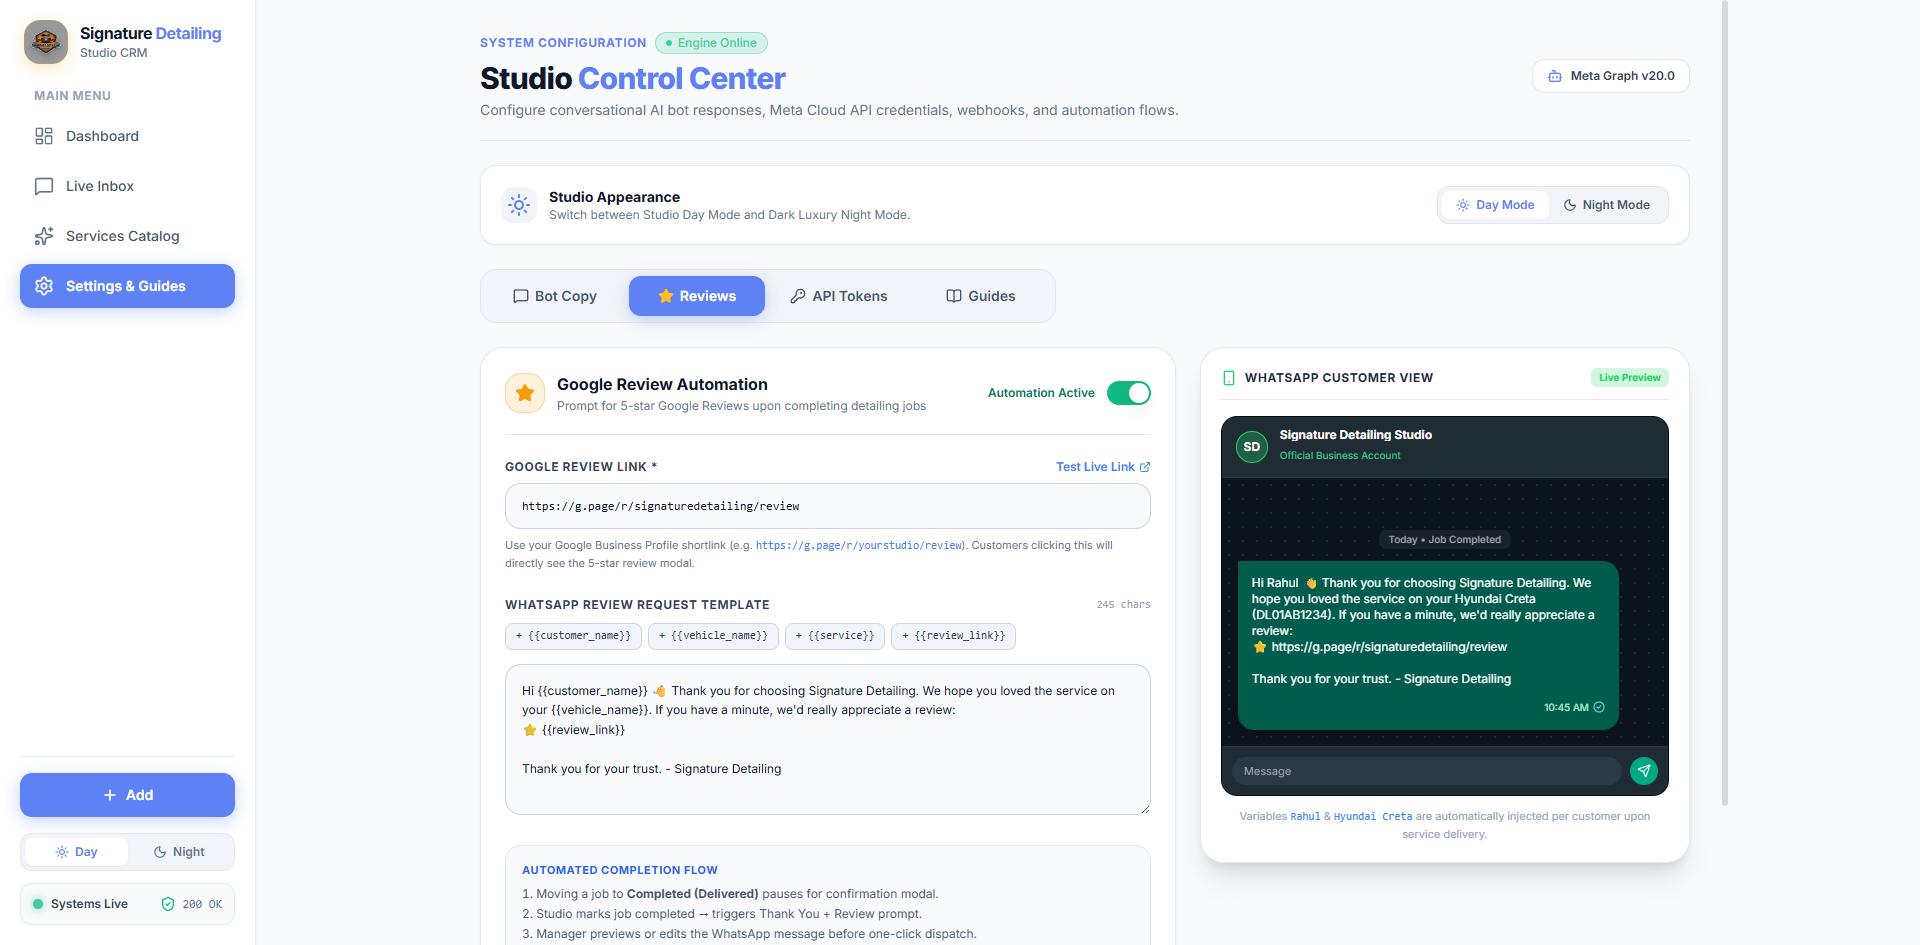 Signature Detailing
Studio CRM
MAIN MENU
Dashboard
Live Inbox
Services Catalog
Settings & Guides
Add
Day
Night
Systems Live
200 OK
SYSTEM CONFIGURATION
Engine Online
Studio Control Center
Configure conversational AI bot responses, Meta Cloud API credentials, webhooks, and automation flows.
Meta Graph v20.0
Studio Appearance
Switch between Studio Day Mode and Dark Luxury Night Mode.
Day Mode
Night Mode
Bot Copy
Reviews
API Tokens
Guides
Google Review Automation
Prompt for 5-star Google Reviews upon completing detailing jobs
Automation Active
GOOGLE REVIEW LINK *
Test Live Link
https://g.page/r/signaturedetailing/review
Use your Google Business Profile shortlink (e.g. https://g.page/r/yourstudio/review). Customers clicking this will
directly see the 5-star review modal.
WHATSAPP REVIEW REQUEST TEMPLATE
245 chars
+ {{customer_name}}
+ {{vehicle_name}}
+ {{service}}
+ {{review_link}}
Hi {{customer_name}} 👋 Thank you for choosing Signature Detailing. We hope you loved the service on
your {{vehicle_name}}. If you have a minute, we'd really appreciate a review:
⭐ {{review_link}}
Thank you for your trust. - Signature Detailing
AUTOMATED COMPLETION FLOW
1. Moving a job to Completed (Delivered) pauses for confirmation modal.
2. Studio marks job completed → triggers Thank You + Review prompt.
3. Manager previews or edits the WhatsApp message before one-click dispatch.
WHATSAPP CUSTOMER VIEW
Live Preview
SD
Signature Detailing Studio
Official Business Account
Today • Job Completed
Hi Rahul 👋 Thank you for choosing Signature Detailing. We
hope you loved the service on your Hyundai Creta
(DL01AB1234). If you have a minute, we'd really appreciate a
review:
⭐ https://g.page/r/signaturedetailing/review
Thank you for your trust. - Signature Detailing
10:45 AM
Message
Variables Rahul & Hyundai Creta are automatically injected per customer upon
service delivery.